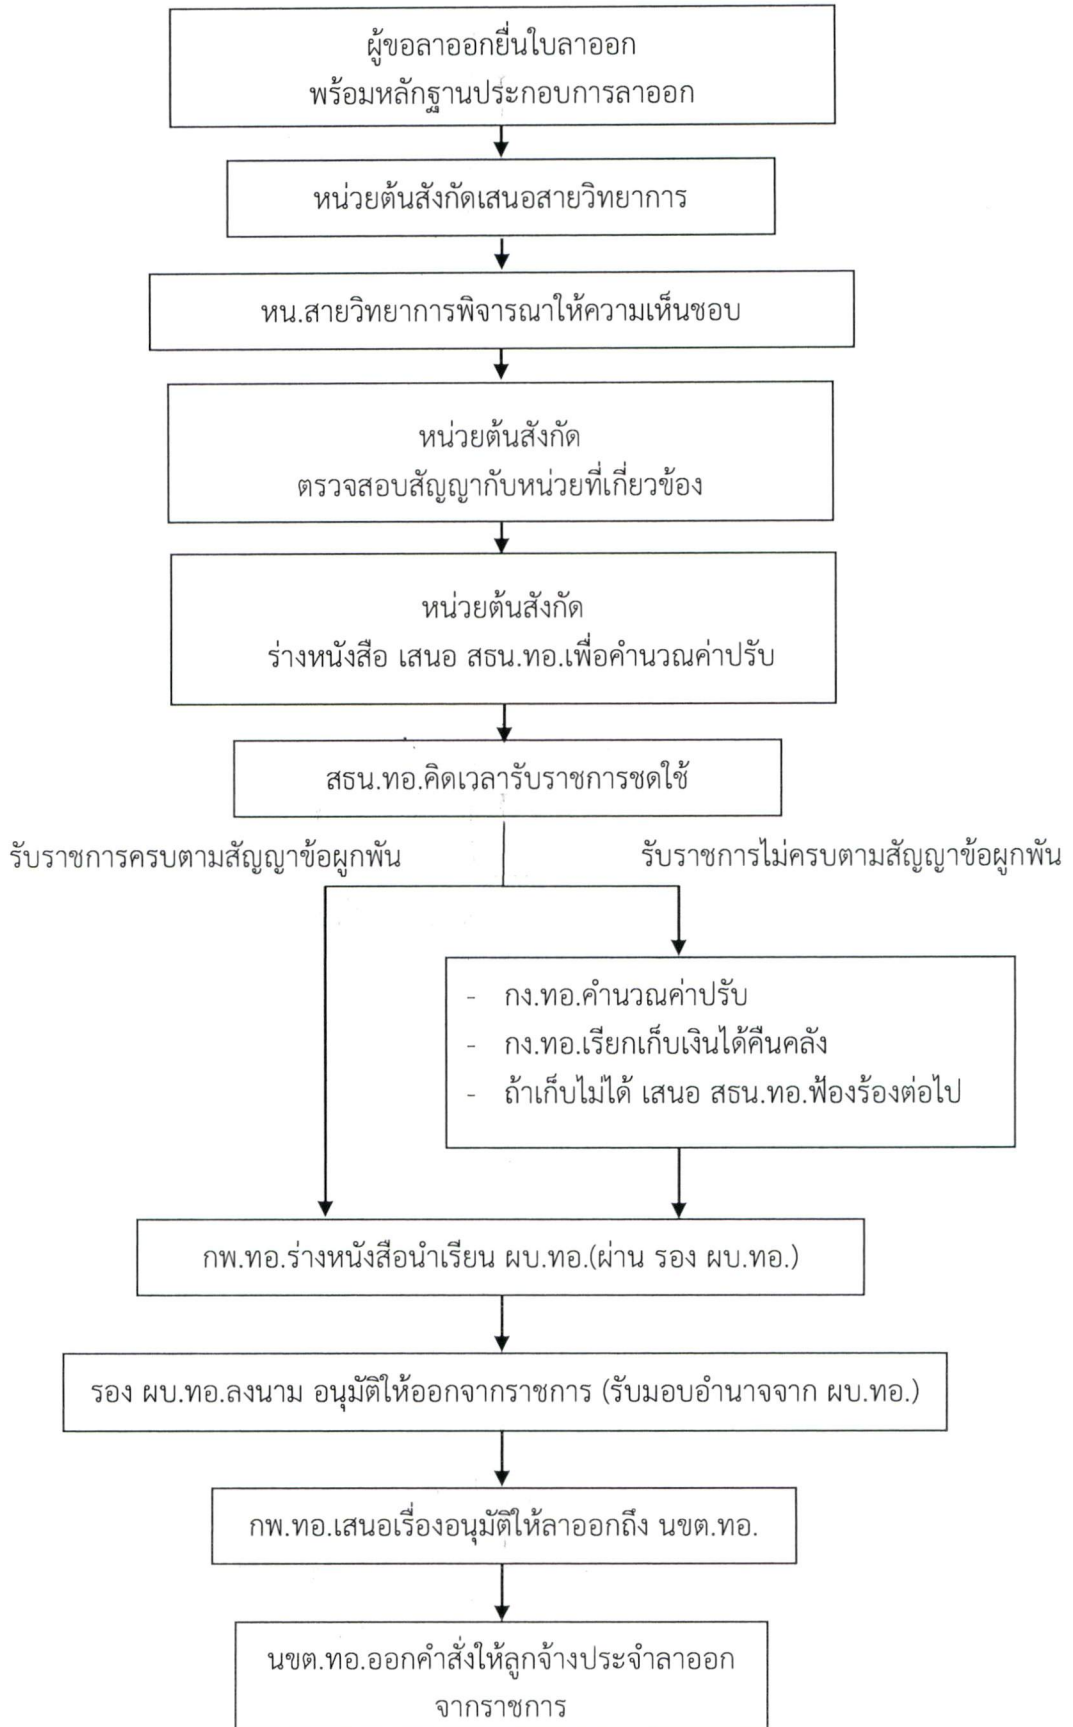 ผู้ขอลาออกยื่นใบลาออก
พร้อมหลักฐานประกอบการลาออก
หน่วยต้นสังกัดเสนอสายวิทยาการ
หน.สายวิทยาการพิจารณาให้ความเห็นชอบ
หน่วยต้นสังกัด
ตรวจสอบสัญญากับหน่วยที่เกี่ยวข้อง
หน่วยต้นสังกัด
ร่างหนังสือ เสนอ สธน.ทอ.เพื่อคำนวณค่าปรับ
สธน.ทอ.คิดเวลารับราชการชดใช้
รับราชการครบตามสัญญาข้อผูกพัน
รับราชการไม่ครบตามสัญญาข้อผูกพัน
- กง.ทอ.คำนวณค่าปรับ
- กง.ทอ.เรียกเก็บเงินได้คืนคลัง
- ถ้าเก็บไม่ได้ เสนอ สธน.ทอ.ฟ้องร้องต่อไป
กพ.ทอ.ร่างหนังสือนำเรียน ผบ.ทอ.(ผ่าน รอง ผบ.ทอ.)
รอง ผบ.ทอ.ลงนาม อนุมัติให้ออกจากราชการ (รับมอบอำนาจจาก ผบ.ทอ.)
กพ.ทอ.เสนอเรื่องอนุมัติให้ลาออกถึง นขต.ทอ.
นขต.ทอ.ออกคำสั่งให้ลูกจ้างประจำลาออก
จากราชการ